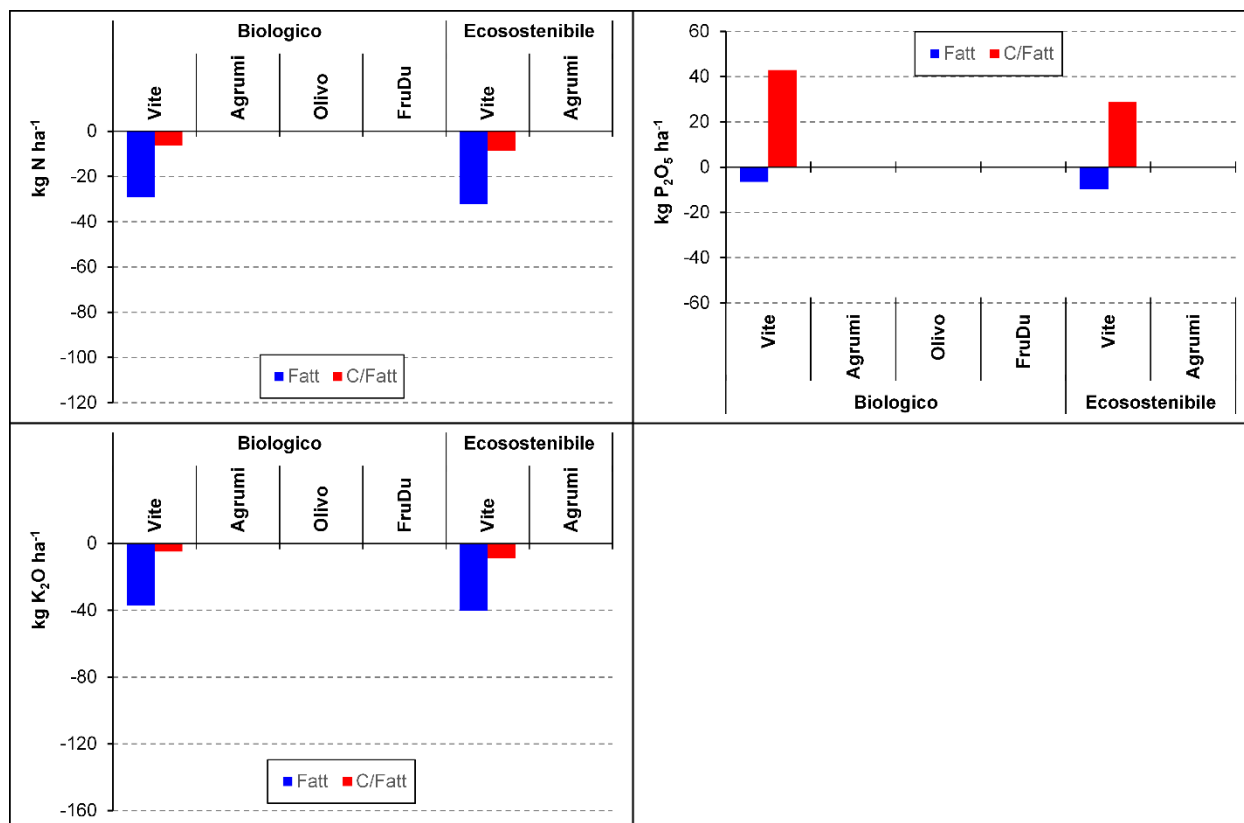 Biologico Ecosostenibile
Vite Agrumi Olivo FruDu Vite Agrumi
kg N ha⁻¹
0
-20
-40
-60
-80
-100
-120
Fatt C/Fatt
kg P₂O₅ ha⁻¹
60
40
20
0
-20
-40
-60
Fatt C/Fatt
Vite Agrumi Olivo FruDu Vite Agrumi
Biologico Ecosostenibile
Biologico Ecosostenibile
Vite Agrumi Olivo FruDu Vite Agrumi
kg K₂O ha⁻¹
0
-40
-80
-120
-160
Fatt C/Fatt